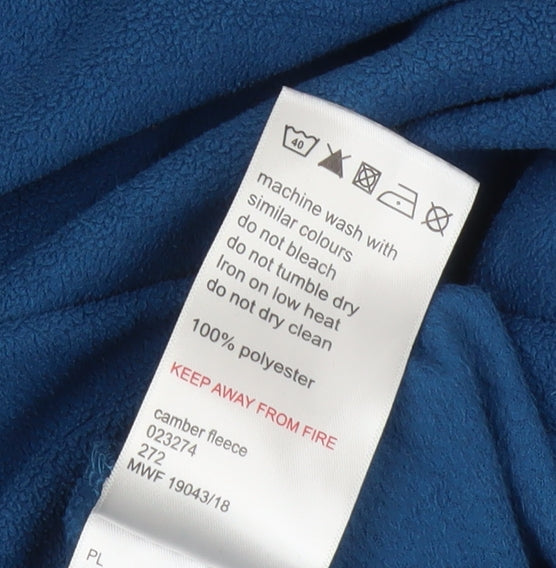 40
machine wash with
similar colours
do not bleach
do not tumble dry
Iron on low heat
do not dry clean
100% polyester
KEEP AWAY FROM FIRE
camber fleece
023274
272
MWF 19043/18
PL